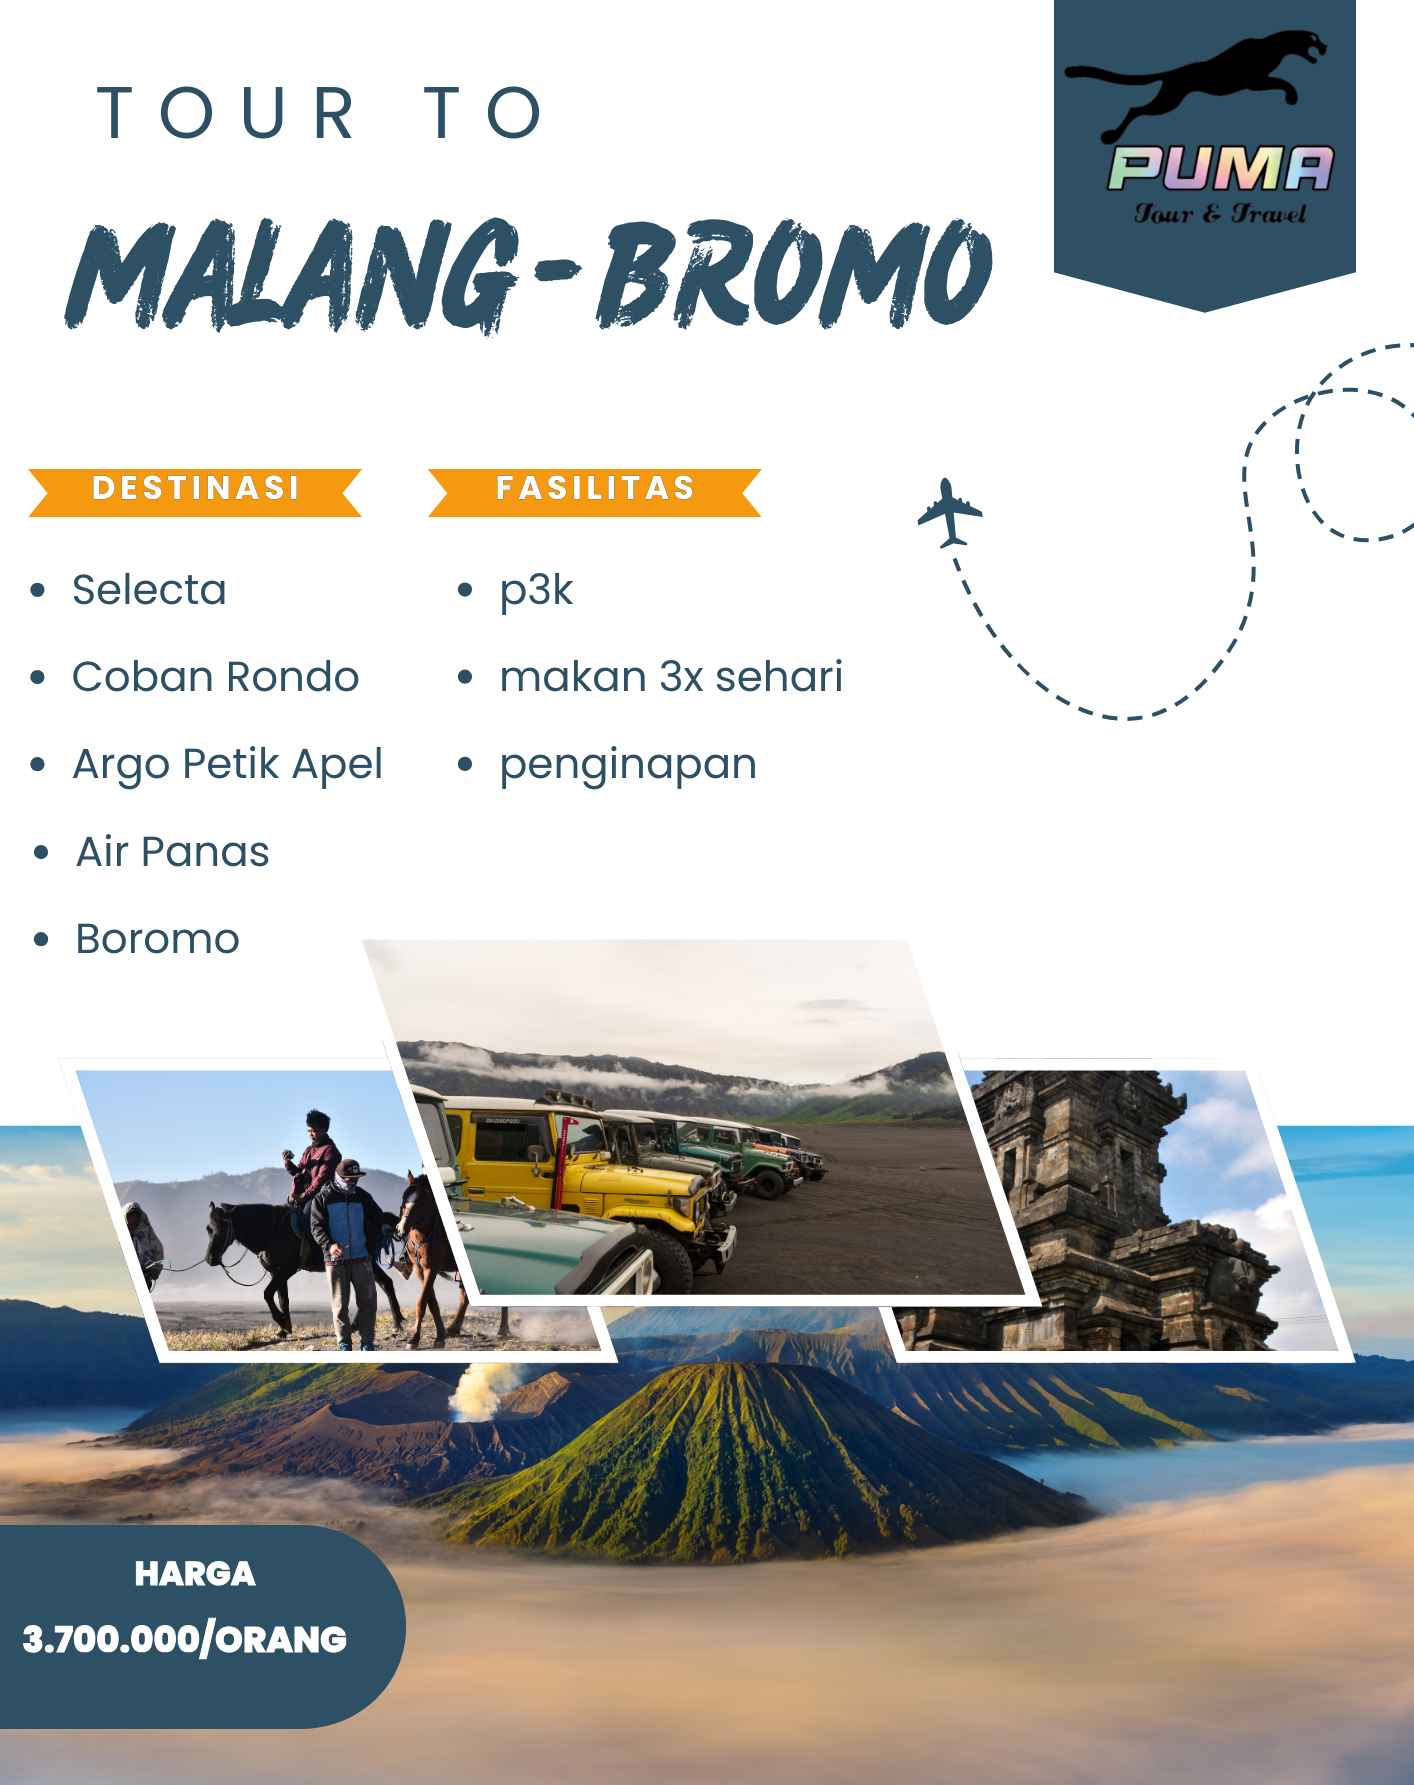 TOUR TO
PUMA
Tour & Travel
MALANG-BROMO
DESTINASI
Selecta
Coban Rondo
Argo Petik Apel
Air Panas
Boromo
FASILITAS
p3k
makan 3x sehari
penginapan
HARGA
3.700.000/ORANG